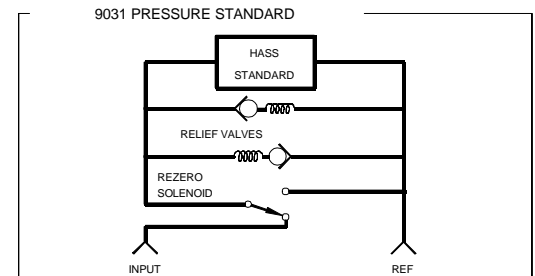 9031 PRESSURE STANDARD
HASS
STANDARD
RELIEF VALVES
REZERO
SOLENOID
INPUT
REF